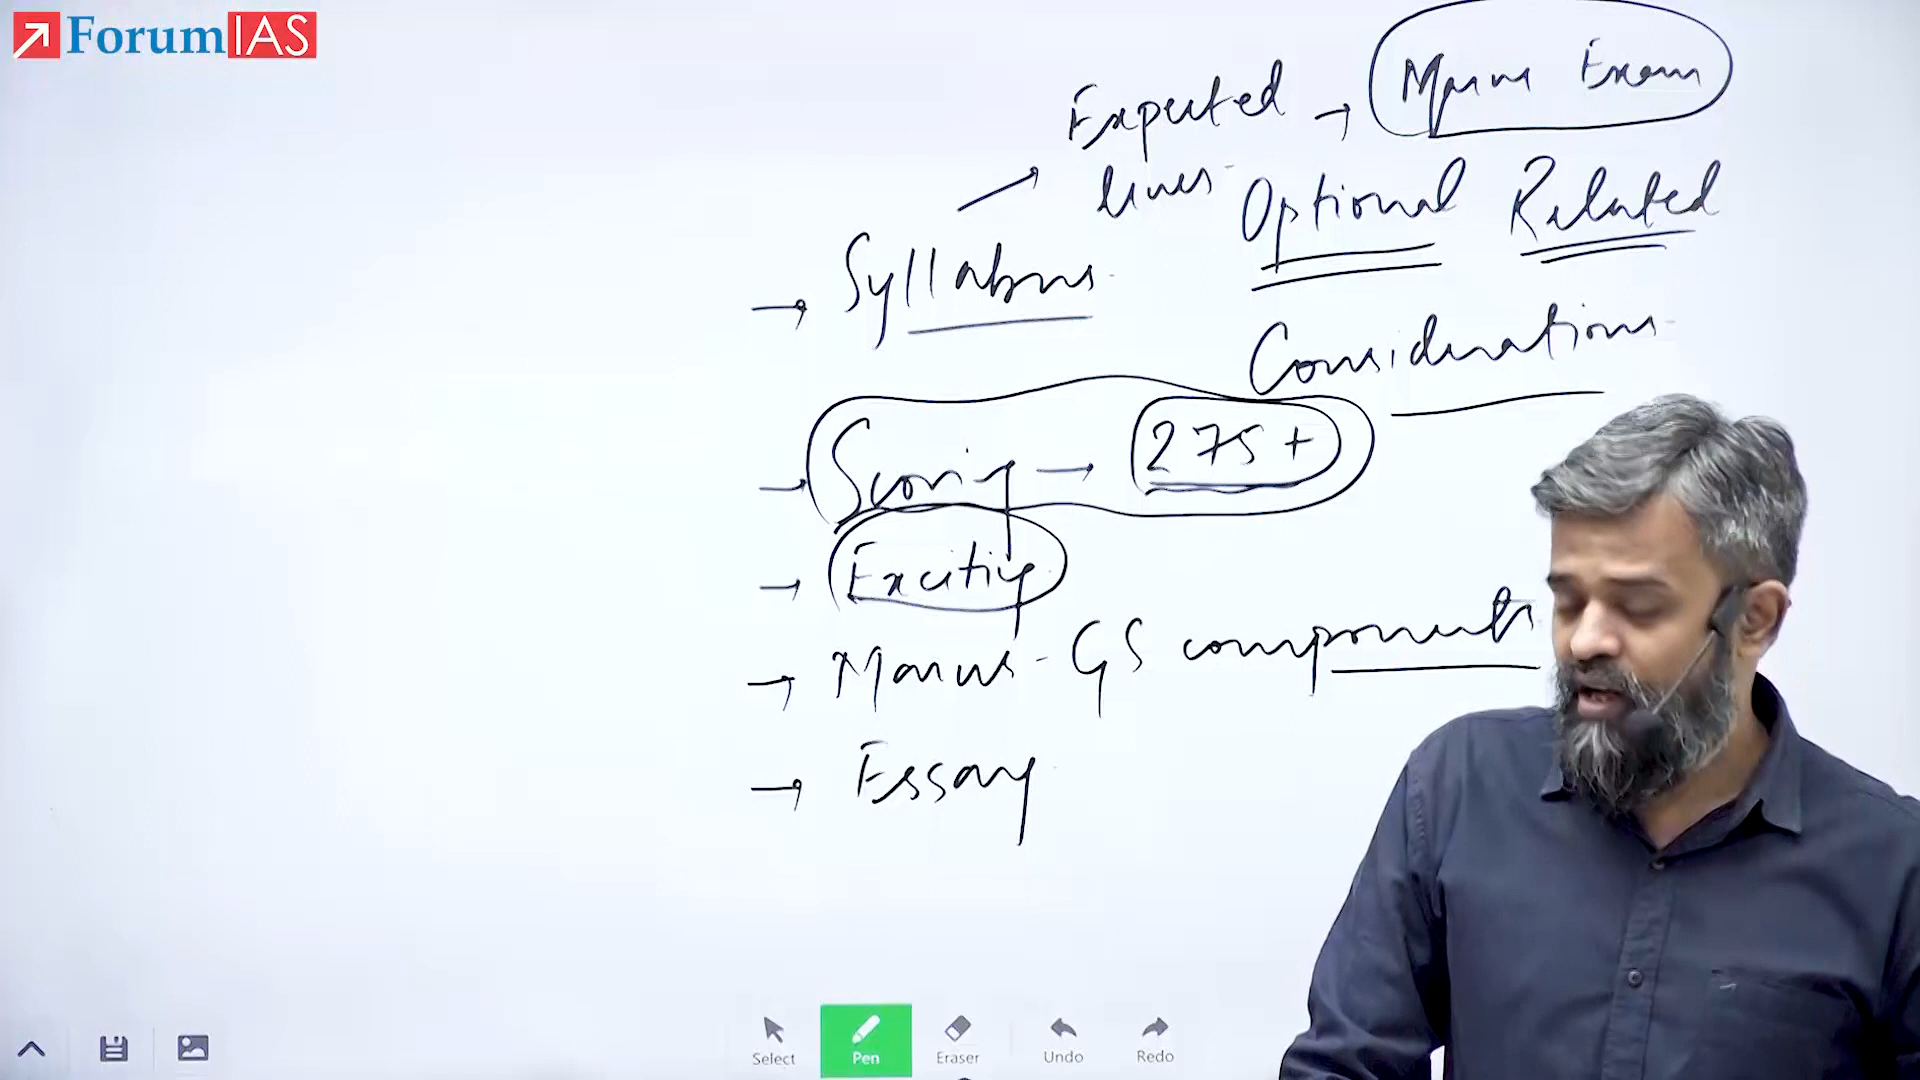 ForumIAS
Mains Exam
Expected →
lines
Optional Related
→ Syllabus
Considerations
→ Scoring → 275+
→ Exciting
→ Mains - GS components
→ Essay
Select Pen Eraser Undo Redo